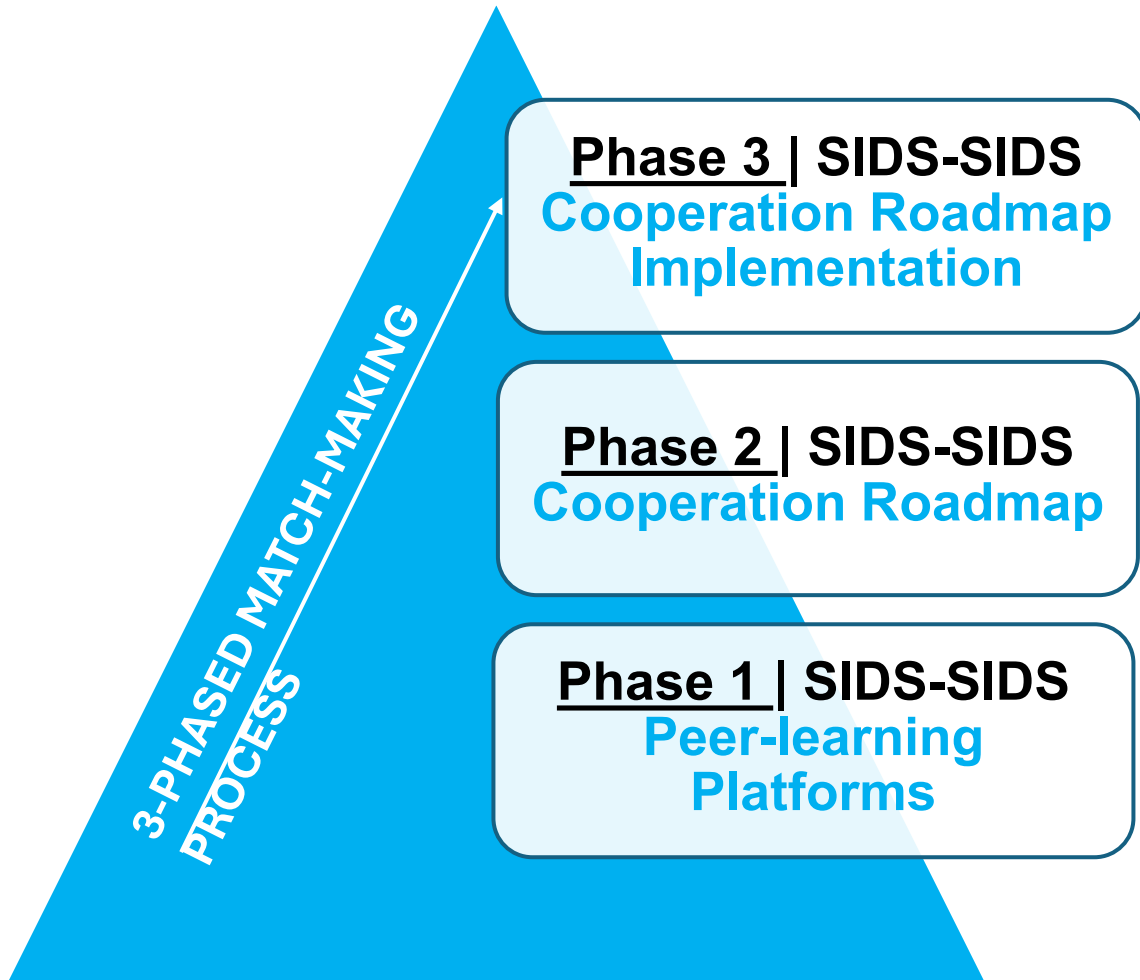 Phase 3 | SIDS-SIDS
Cooperation Roadmap
Implementation
Phase 2 | SIDS-SIDS
Cooperation Roadmap
Phase 1 | SIDS-SIDS
Peer-learning
Platforms
3-PHASED MATCH-MAKING
PROCESS